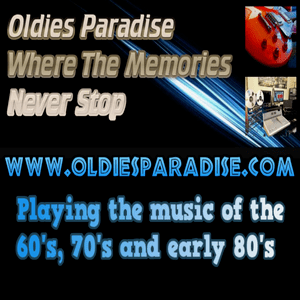 Oldies Paradise
Where The Memories
Never Stop
WWW.OLDIESPARADISE.COM
Playing the music of the
60's, 70's and early 80's